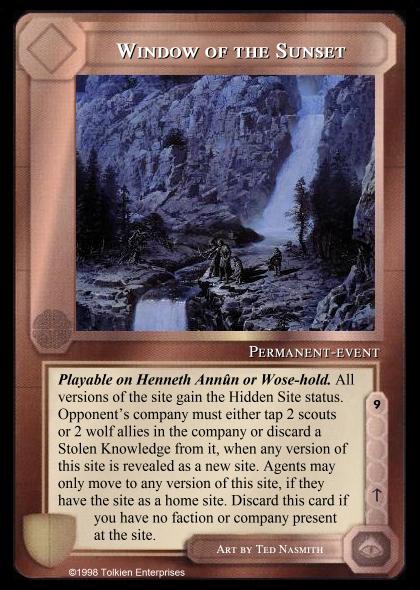 WINDOW OF THE SUNSET
PERMANENT-EVENT
Playable on Henneth Annûn or Wose-hold. All
versions of the site gain the Hidden Site status.
Opponent's company must either tap 2 scouts
or 2 wolf allies in the company or discard a
Stolen Knowledge from it, when any version of
this site is revealed as a new site. Agents may
only move to any version of this site, if they
have the site as a home site. Discard this card if
you have no faction or company present
at the site.
9
ART BY TED NASMITH
©1998 Tolkien Enterprises